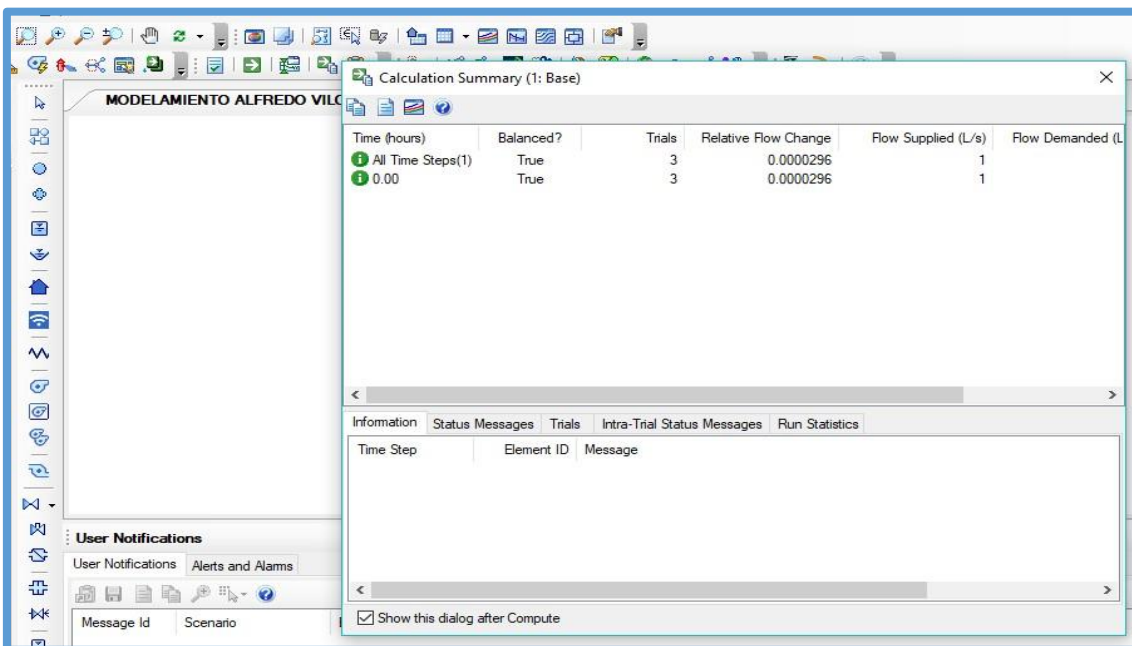 Calculation Summary (1: Base)
MODELAMIENTO ALFREDO VILC
Time (hours) Balanced? Trials Relative Flow Change Flow Supplied (L/s) Flow Demanded (L
All Time Steps(1) True 3 0.0000296 1
0.00 True 3 0.0000296 1
Information Status Messages Trials Intra-Trial Status Messages Run Statistics
Time Step Element ID Message
User Notifications
User Notifications Alerts and Alarms
Show this dialog after Compute
Message Id Scenario